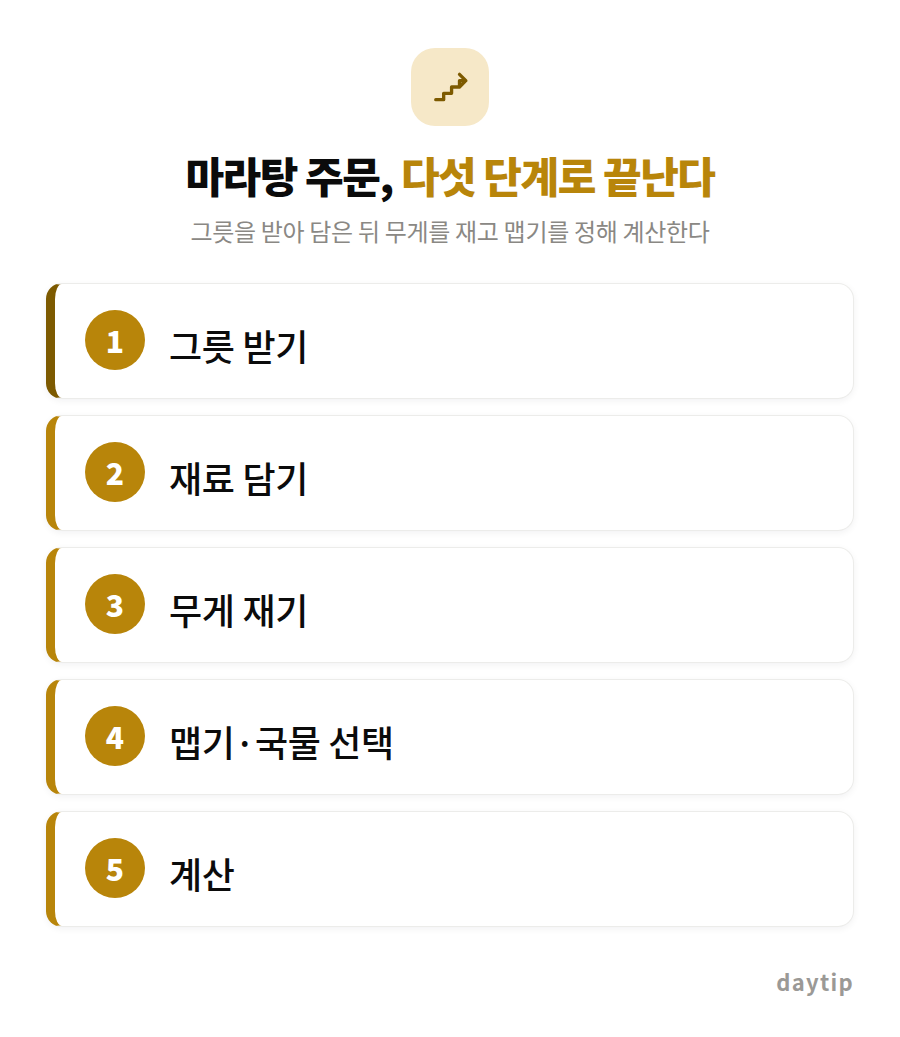 마라탕 주문, 다섯 단계로 끝난다
그릇을 받아 담은 뒤 무게를 재고 맵기를 정해 계산한다
1 그릇 받기
2 재료 담기
3 무게 재기
4 맵기·국물 선택
5 계산
daytip